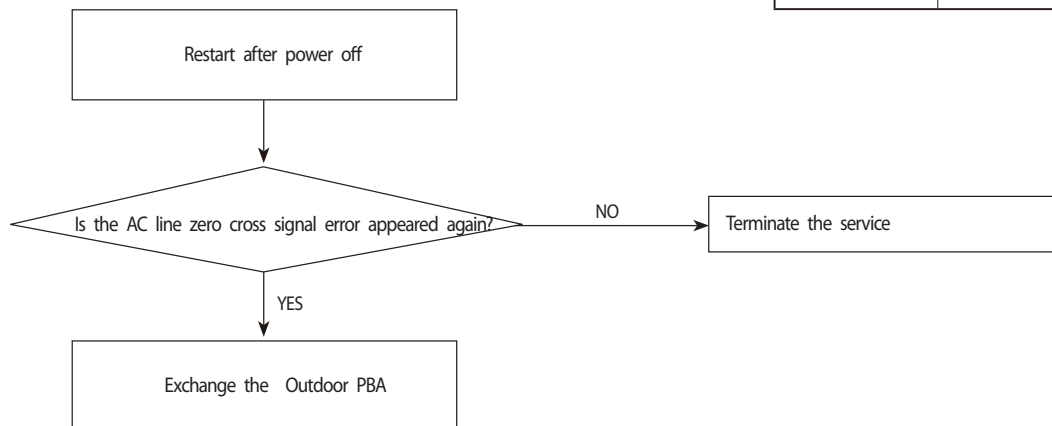 Restart after power off
Is the AC line zero cross signal error appeared again?
NO
Terminate the service
YES
Exchange the Outdoor PBA